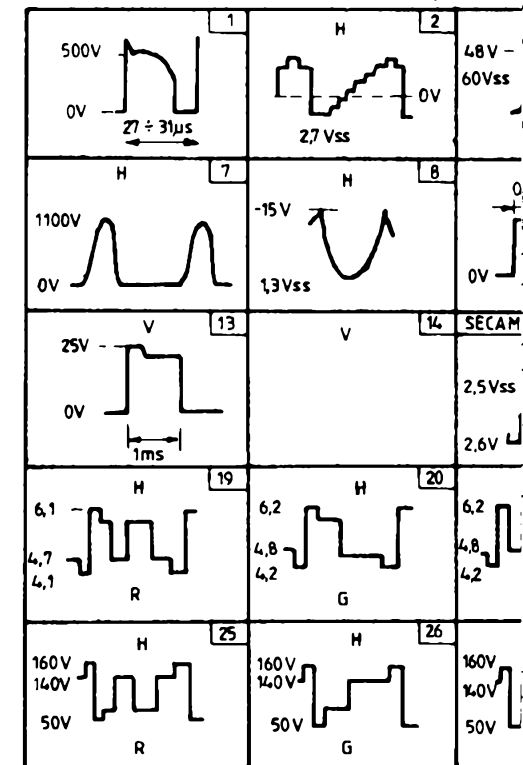 1
500V
0V
27 ÷ 31µs
H
2
0V
2,7 Vss
48V
60Vss
H
7
1100V
0V
H
8
-15V
1,3Vss
0V
V
13
25V
0V
1ms
V
14
SECAM
2,5Vss
2,6V
H
19
6,1
4,7
4,1
R
H
20
6,2
4,8
4,2
G
6,2
4,8
4,2
H
25
160V
140V
50V
R
H
26
160V
140V
50V
G
160V
140V
50V